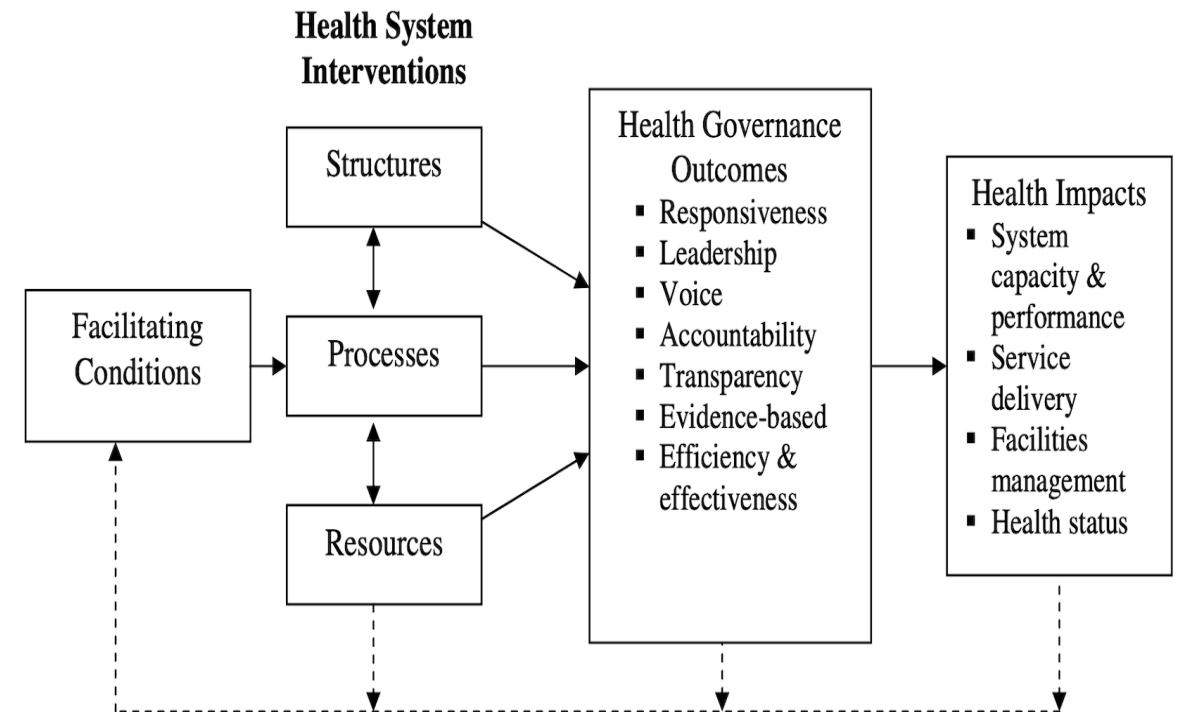 Health System
Interventions
Structures
Facilitating
Conditions
Processes
Resources
Health Governance
Outcomes
▪ Responsiveness
▪ Leadership
▪ Voice
▪ Accountability
▪ Transparency
▪ Evidence-based
▪ Efficiency &
effectiveness
Health Impacts
▪ System
capacity &
performance
▪ Service
delivery
▪ Facilities
management
▪ Health status